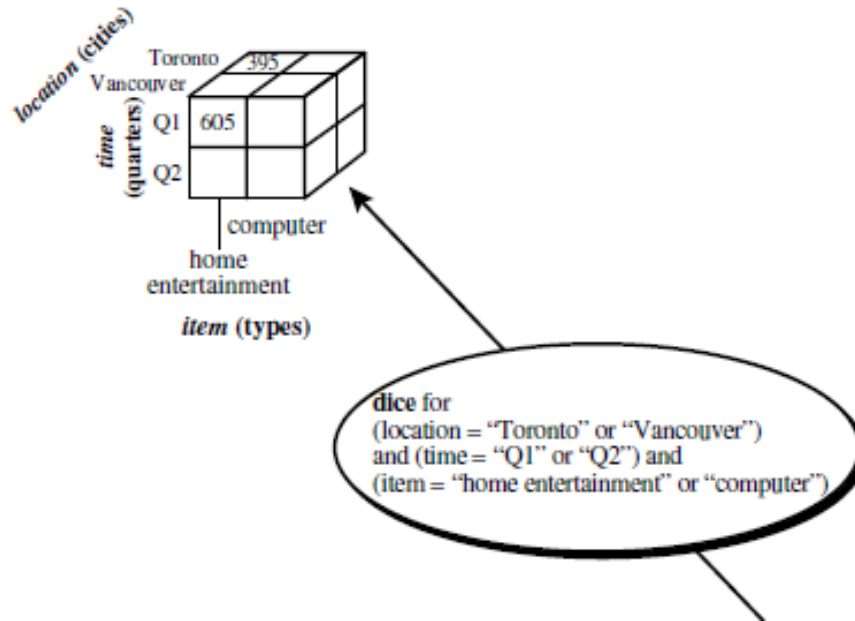 location (cities)
Toronto
395
Vancouver
time
(quarters)
Q1
605
Q2
computer
home
entertainment
item (types)
dice for
(location = “Toronto” or “Vancouver”)
and (time = “Q1” or “Q2”) and
(item = “home entertainment” or “computer”)